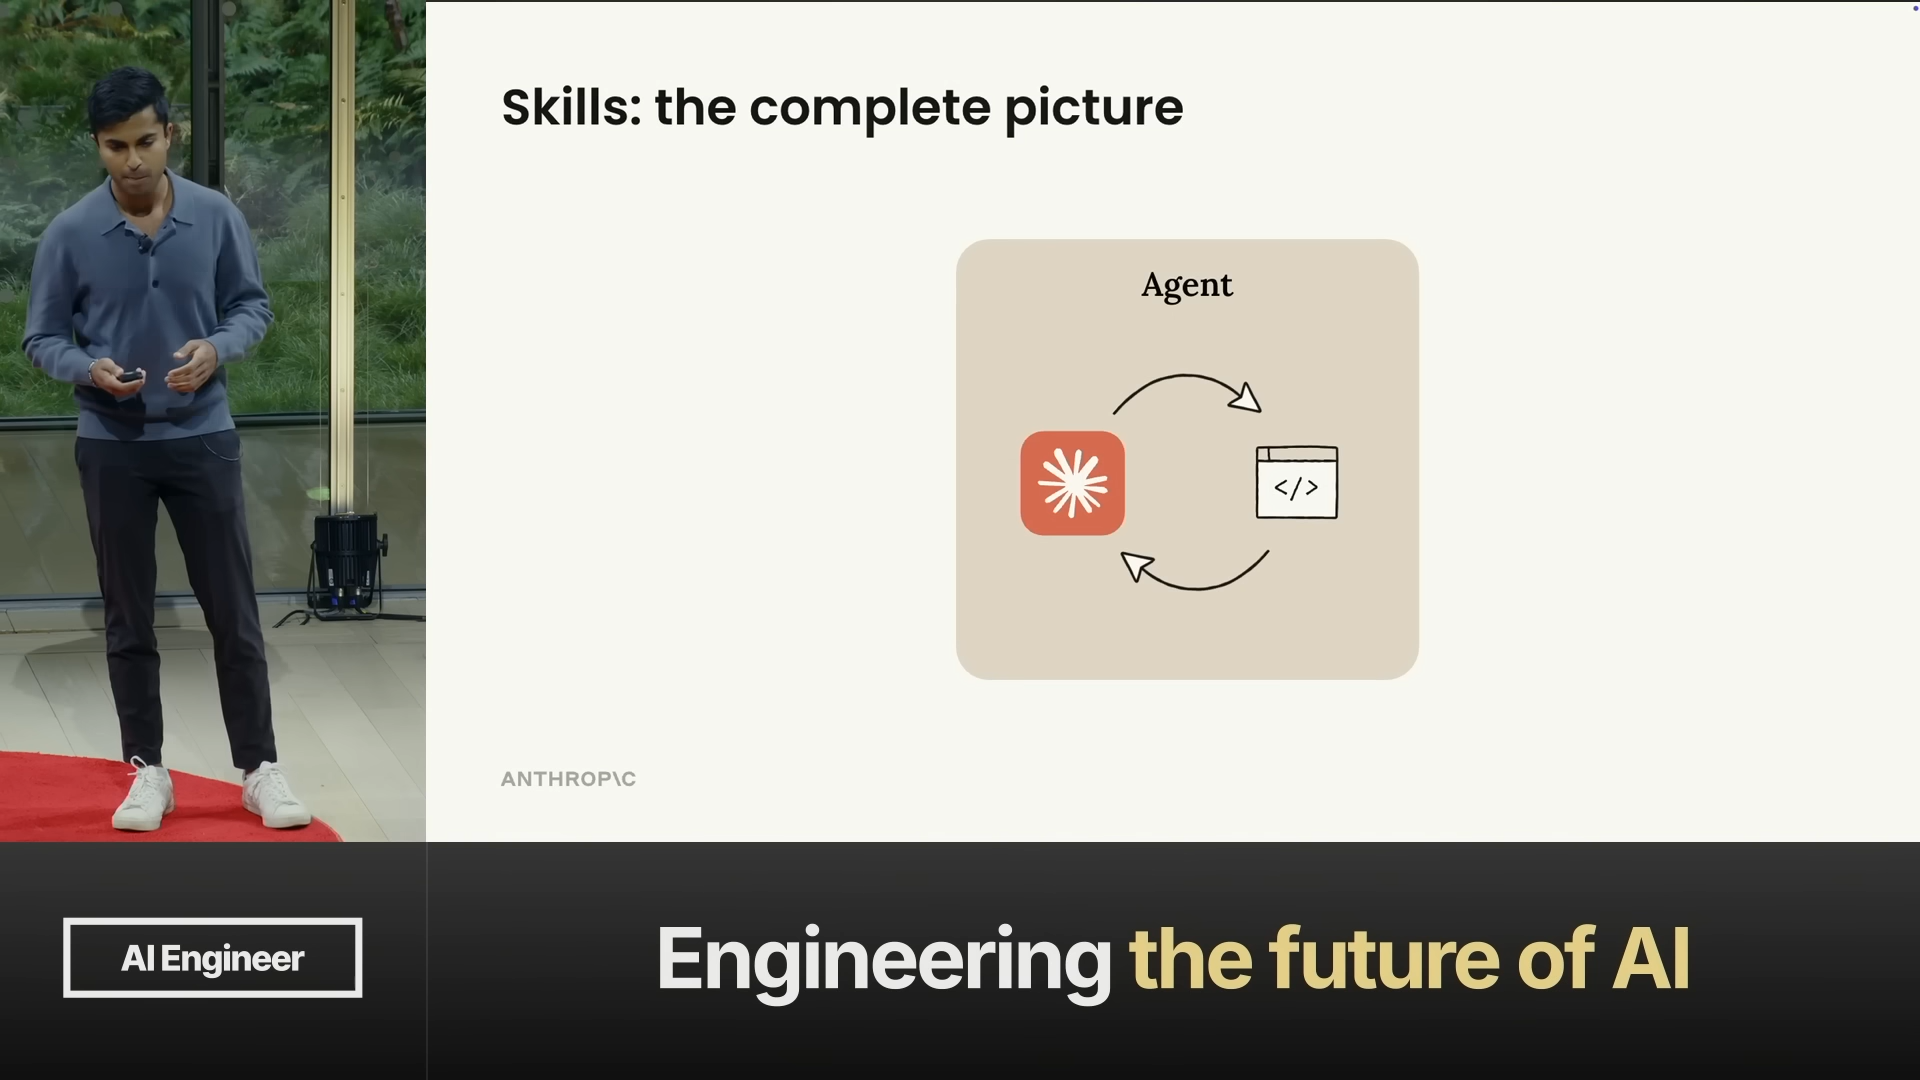 Skills: the complete picture
Agent
</>
ANTHROP\C
AI Engineer
Engineering the future of AI